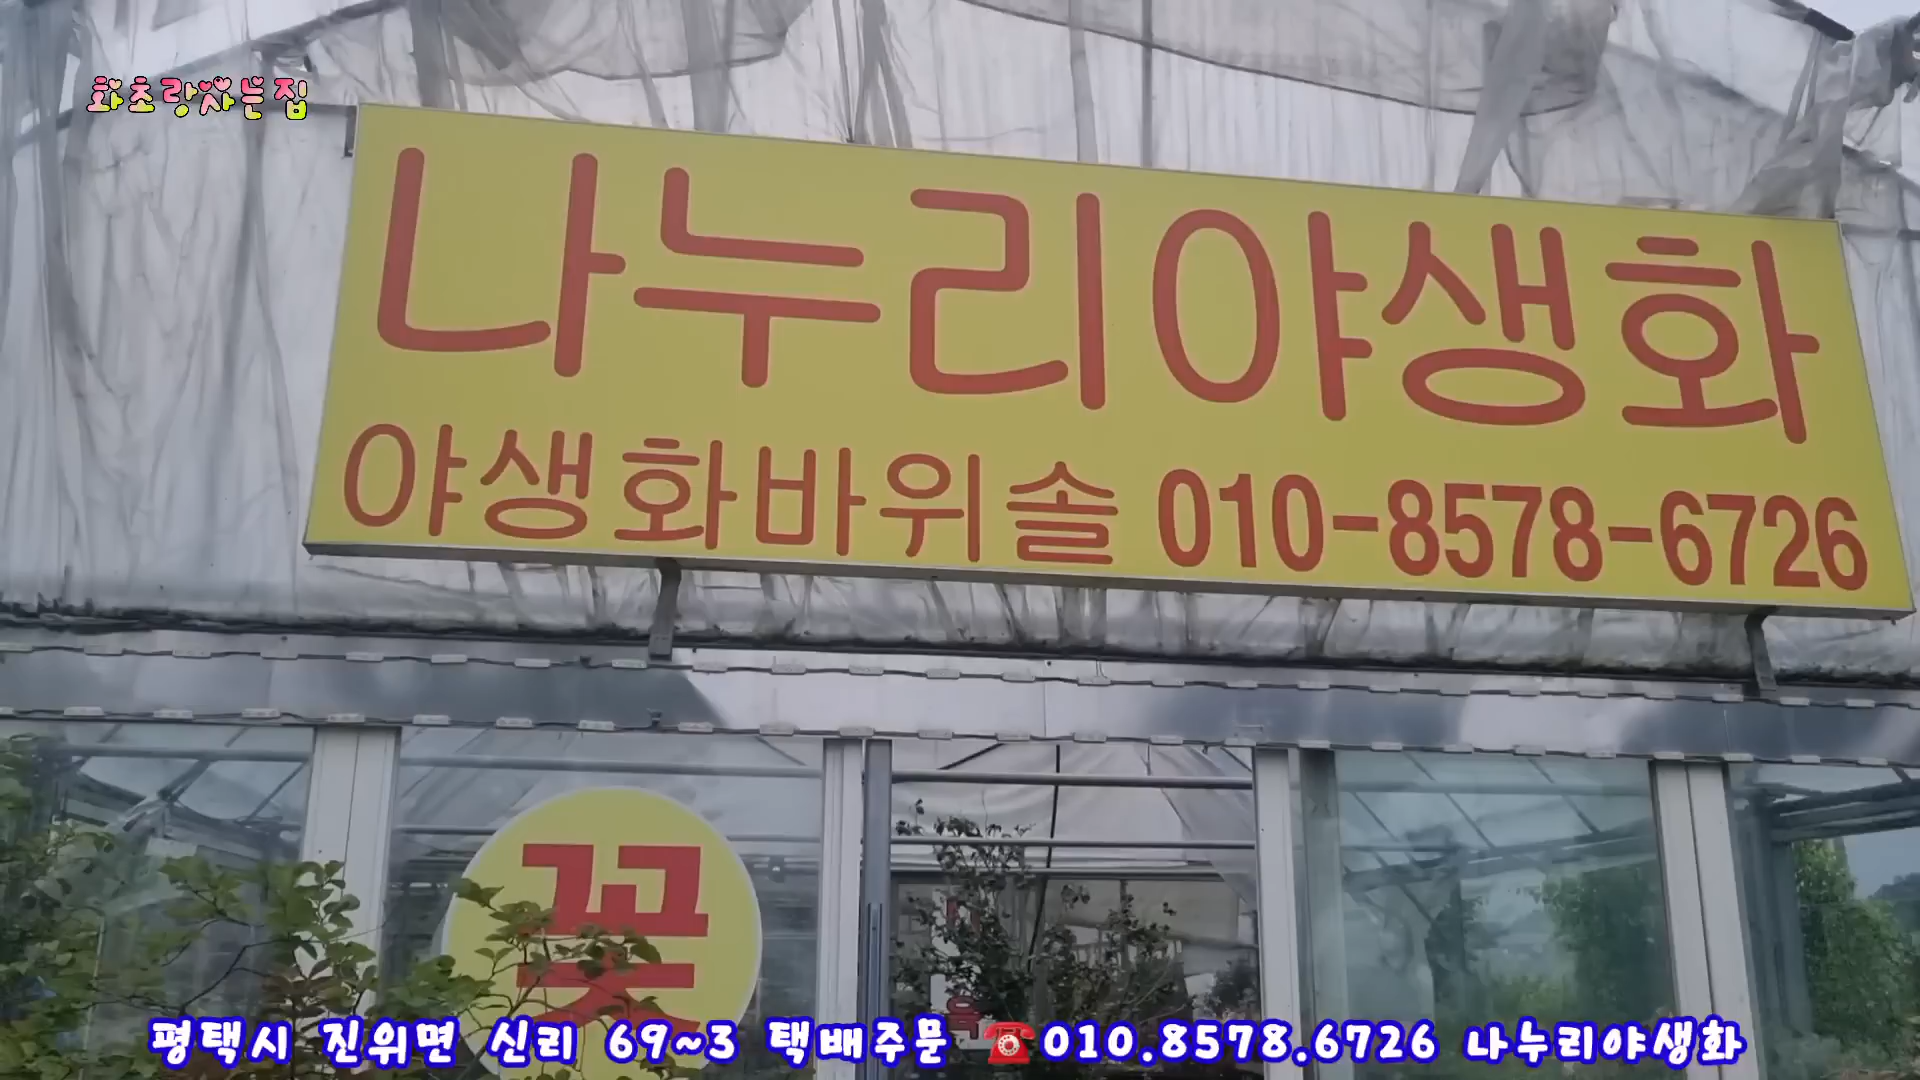 화초랑사는집
나누리야생화
야생화바위솔 010-8578-6726
꽃
평택시 진위면 신리 69~3 택배주문 ☎010.8578.6726 나누리야생화